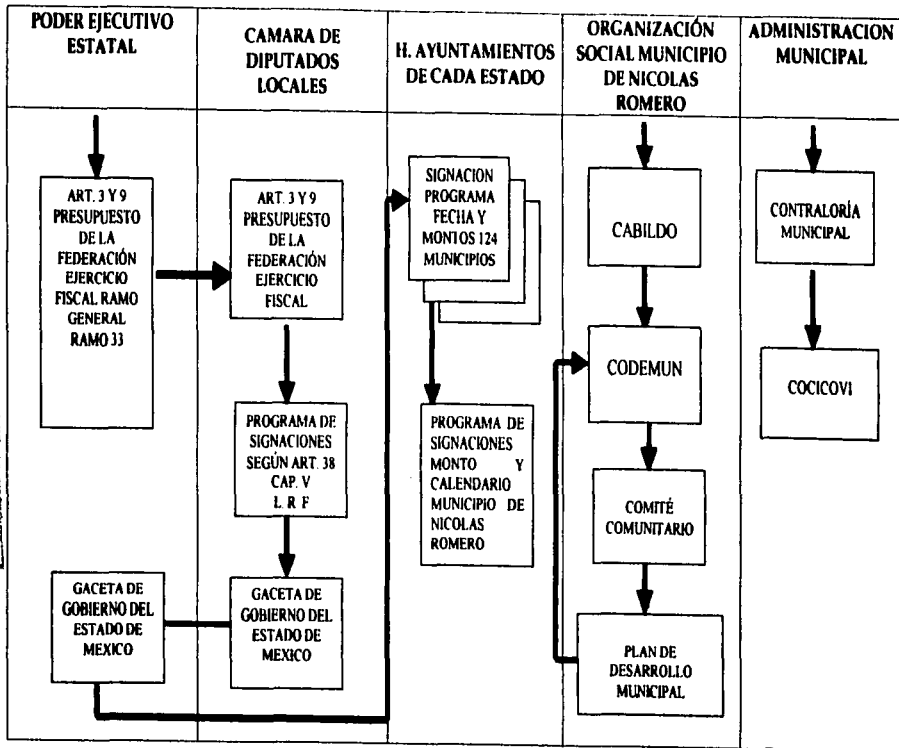 PODER EJECUTIVO
ESTATAL
CAMARA DE
DIPUTADOS
LOCALES
H. AYUNTAMIENTOS
DE CADA ESTADO
ORGANIZACIÓN
SOCIAL MUNICIPIO
DE NICOLAS
ROMERO
ADMINISTRACION
MUNICIPAL
ART. 3 Y 9
PRESUPUESTO
DE LA
FEDERACIÓN
EJERCICIO
FISCAL RAMO
GENERAL
RAMO 33
GACETA DE
GOBIERNO DEL
ESTADO DE
MEXICO
ART. 3 Y 9
PRESUPUESTO
DE LA
FEDERACIÓN
EJERCICIO
FISCAL
PROGRAMA DE
SIGNACIONES
SEGÚN ART. 38
CAP. V
L. R F
GACETA DE
GOBIERNO DEL
ESTADO DE
MEXICO
SIGNACION
PROGRAMA
FECHA Y
MONTOS 124
MUNICIPIOS
PROGRAMA DE
SIGNACIONES
MONTO Y
CALENDARIO
MUNICIPIO DE
NICOLAS
ROMERO
CABILDO
CODEMUN
COMITÉ
COMUNITARIO
PLAN DE
DESARROLLO
MUNICIPAL
CONTRALORÍA
MUNICIPAL
COCICOVI